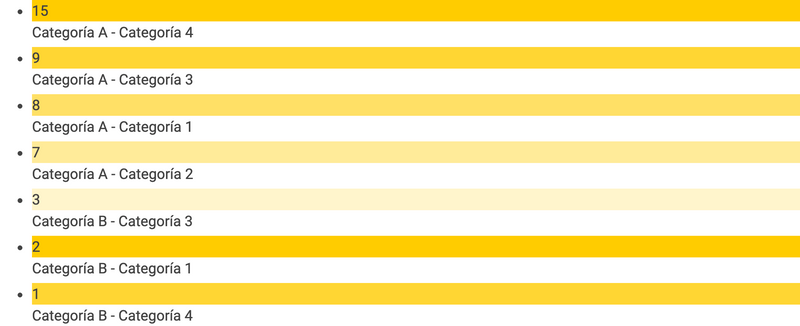 15
Categoría A - Categoría 4
9
Categoría A - Categoría 3
8
Categoría A - Categoría 1
7
Categoría A - Categoría 2
3
Categoría B - Categoría 3
2
Categoría B - Categoría 1
1
Categoría B - Categoría 4